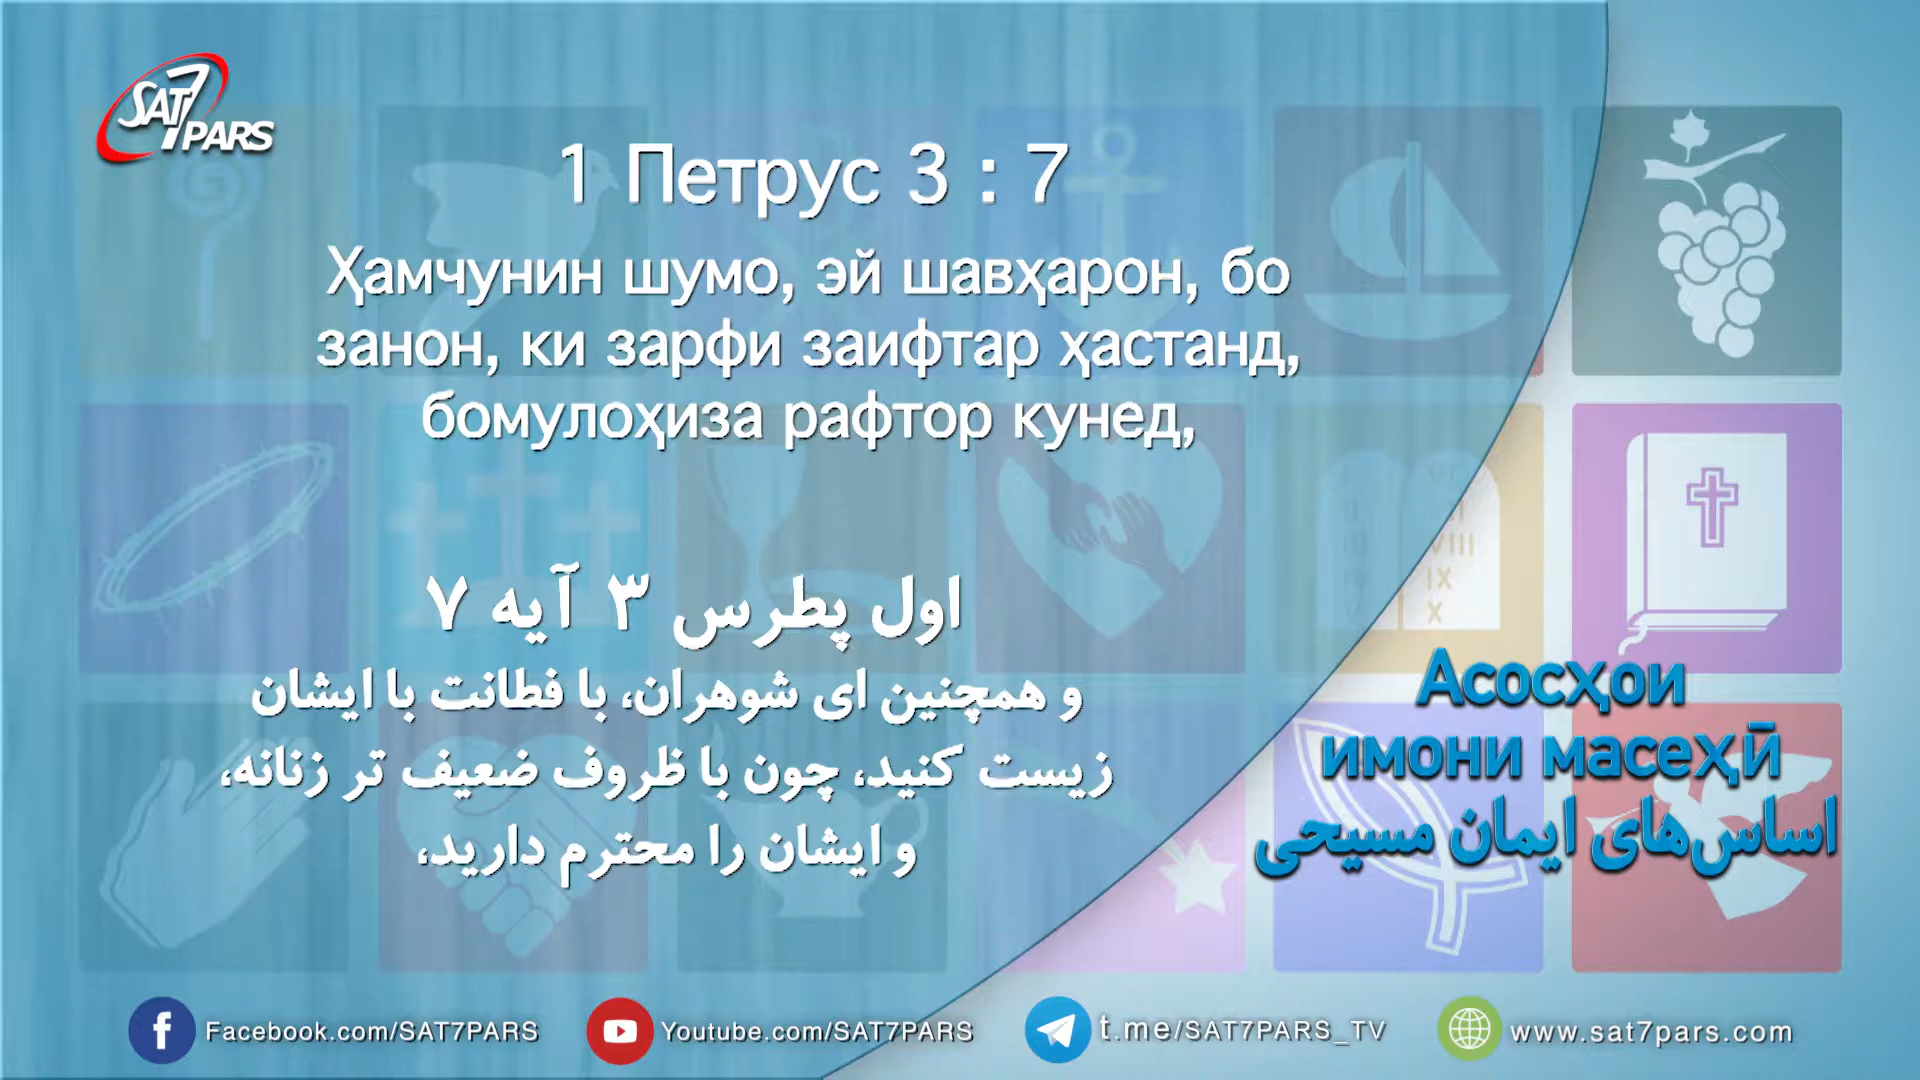 SAT7
PARS
1 Петрус 3 : 7
Ҳамчунин шумо, эй шавҳарон, бо
занон, ки зарфи заифтар ҳастанд,
бомулоҳиза рафтор кунед,
اول پطرس ۳ آیه ۷
و همچنین ای شوهران، با فطانت با ایشان
زیست کنید، چون با ظروف ضعیف تر زنانه،
و ایشان را محترم دارید،
VIII
IX
X
Асосҳои
имони масеҳӣ
اساس‌های ایمان مسیحی
Facebook.com/SAT7PARS
Youtube.com/SAT7PARS
t.me/SAT7PARS_TV
www.sat7pars.com